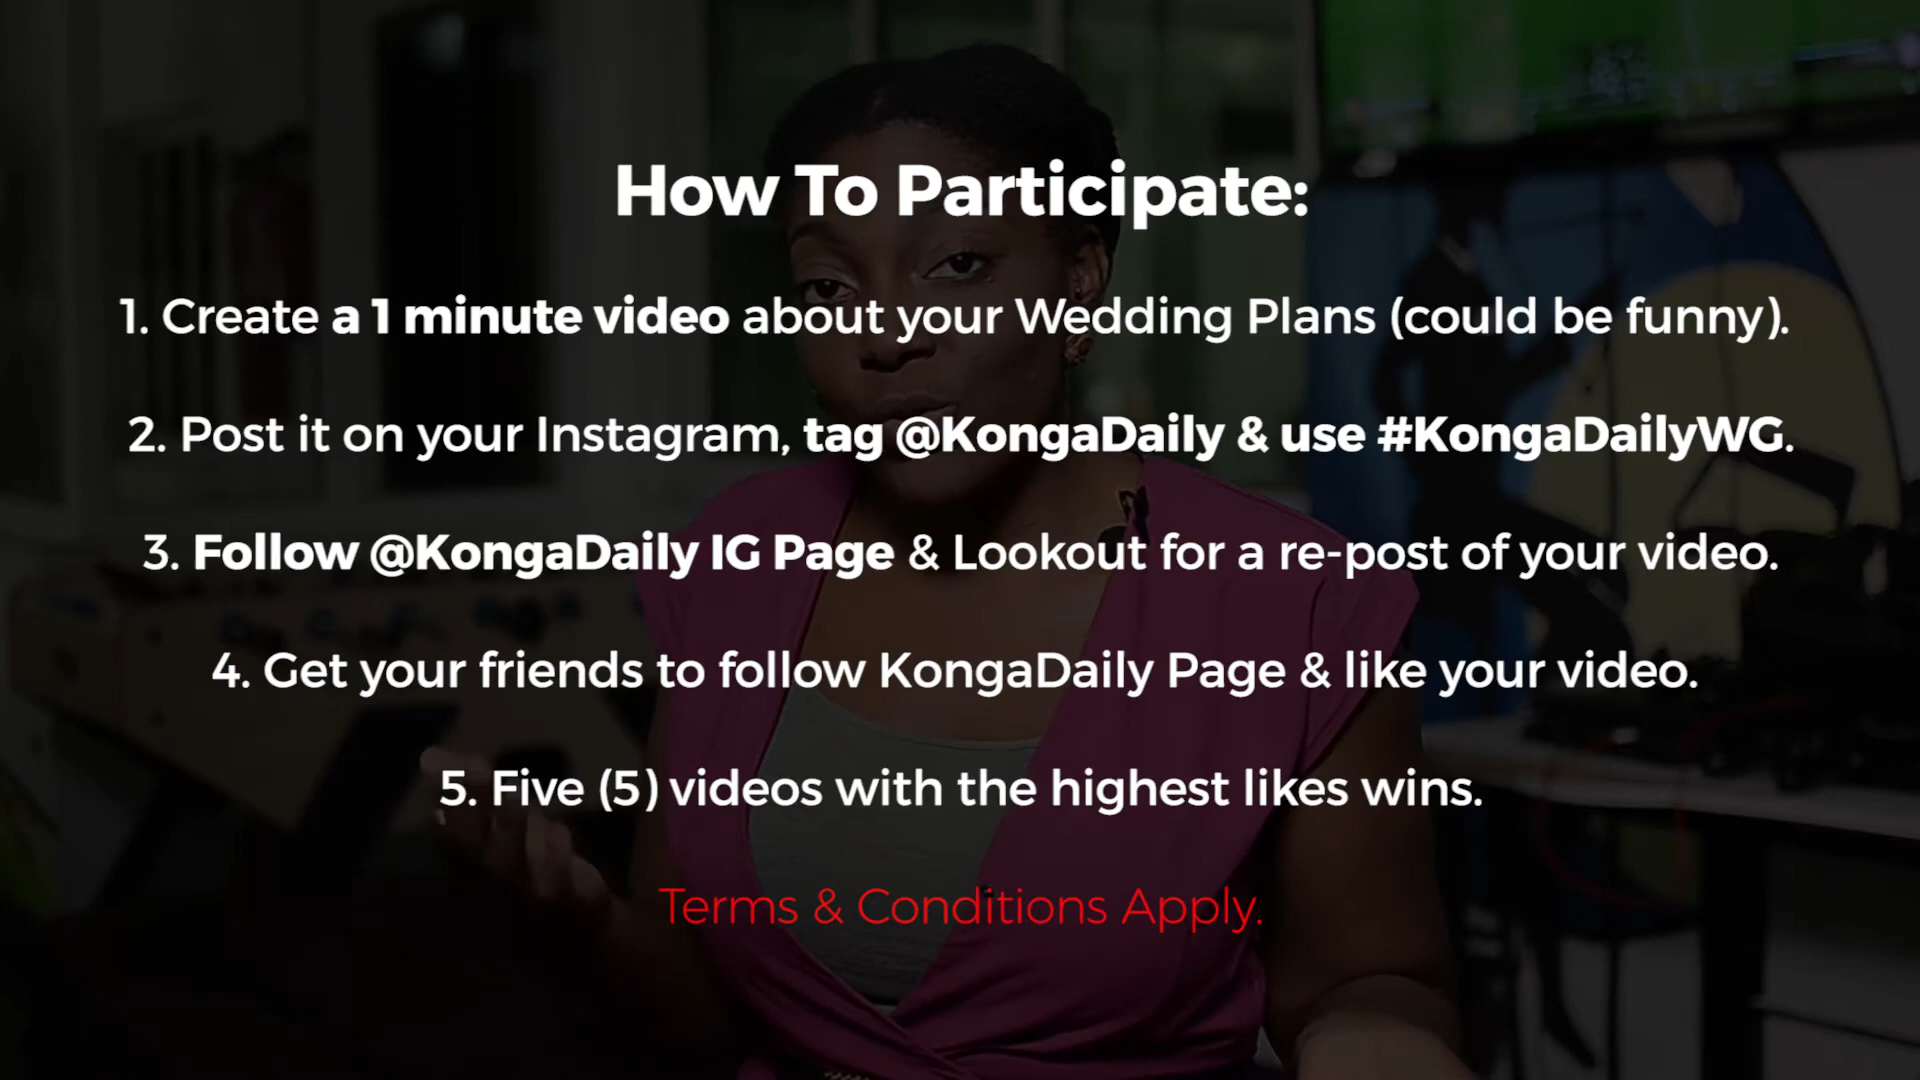 How To Participate:
1. Create a 1 minute video about your Wedding Plans (could be funny).
2. Post it on your Instagram, tag @KongaDaily & use #KongaDailyWG.
3. Follow @KongaDaily IG Page & Lookout for a re-post of your video.
4. Get your friends to follow KongaDaily Page & like your video.
5. Five (5) videos with the highest likes wins.
Terms & Conditions Apply.